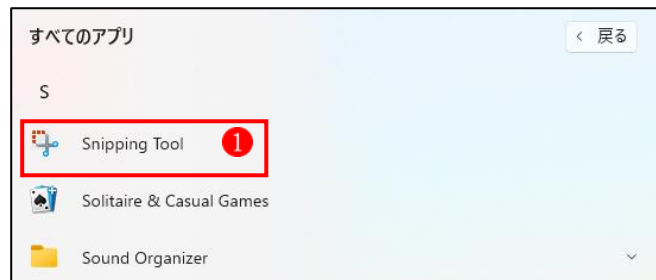 すべてのアプリ
< 戻る
S
Snipping Tool
1
Solitaire & Casual Games
Sound Organizer